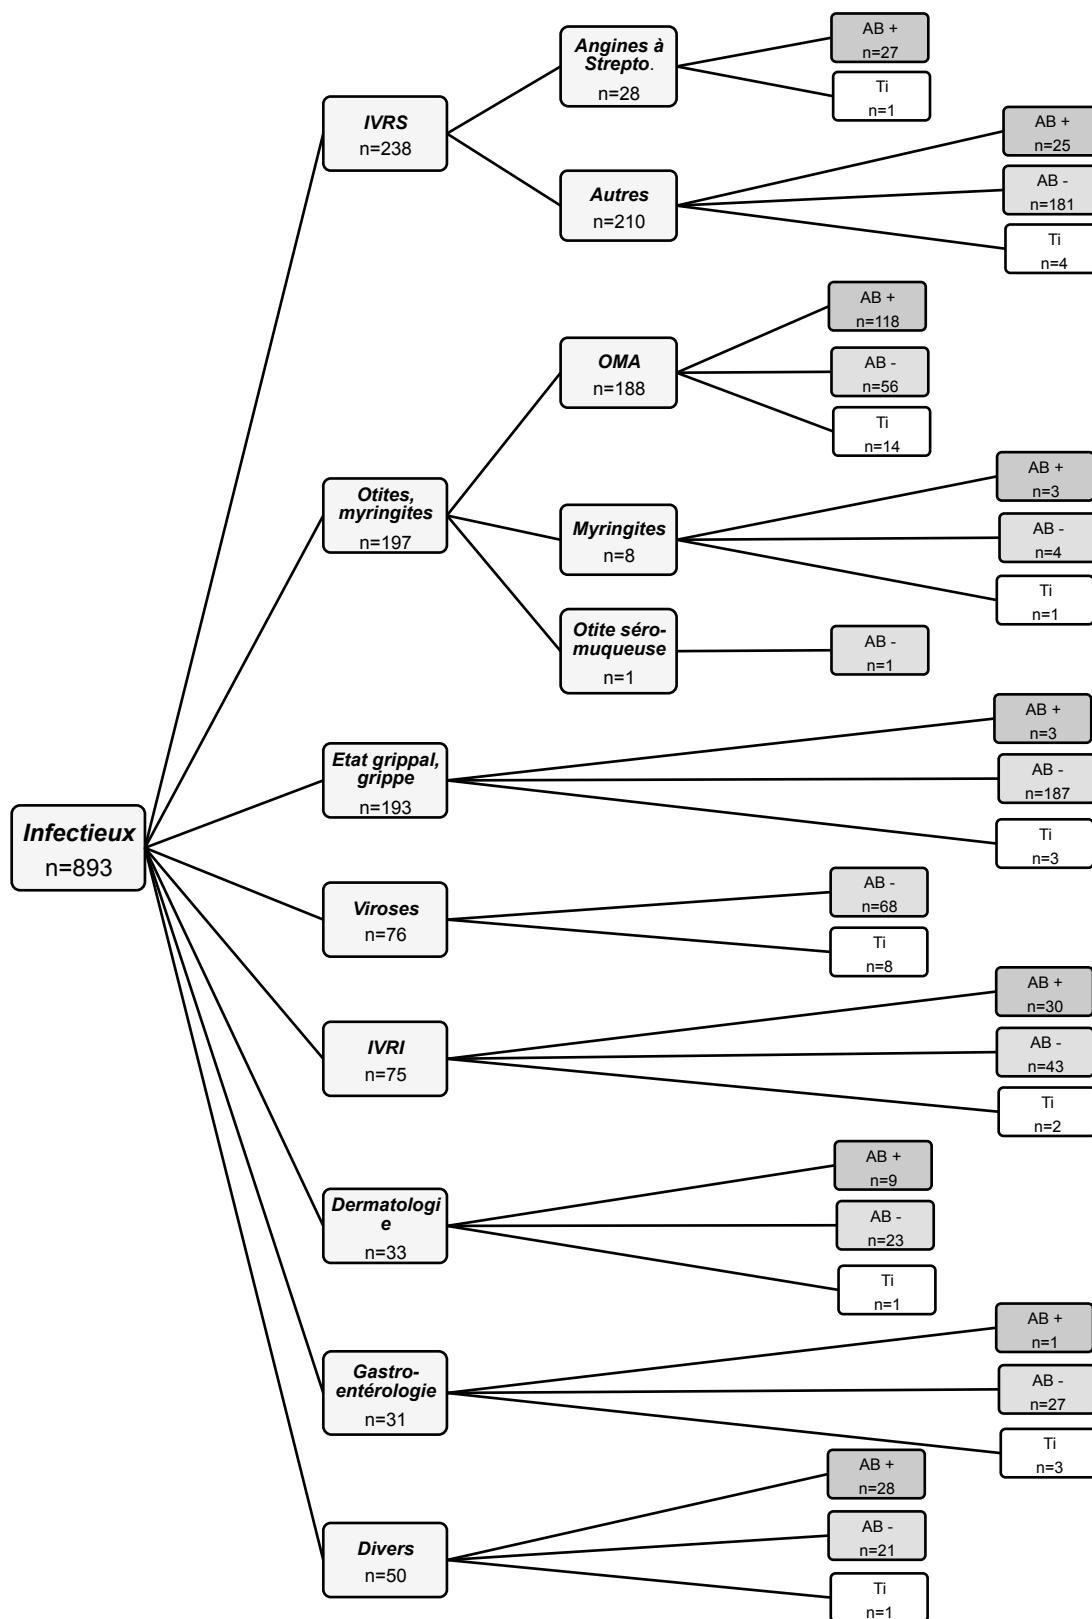 Infectieux
n=893
IVRS
n=238
Angines à
Strepto.
n=28
AB +
n=27
Ti
n=1
Autres
n=210
AB +
n=25
AB -
n=181
Ti
n=4
Otites,
myringites
n=197
OMA
n=188
AB +
n=118
AB -
n=56
Ti
n=14
Myringites
n=8
AB +
n=3
AB -
n=4
Ti
n=1
Otite séro-
muqueuse
n=1
AB -
n=1
Etat grippal,
grippe
n=193
AB +
n=3
AB -
n=187
Ti
n=3
Viroses
n=76
AB -
n=68
Ti
n=8
IVRI
n=75
AB +
n=30
AB -
n=43
Ti
n=2
Dermatologi
e
n=33
AB +
n=9
AB -
n=23
Ti
n=1
Gastro-
entérologie
n=31
AB +
n=1
AB -
n=27
Ti
n=3
Divers
n=50
AB +
n=28
AB -
n=21
Ti
n=1